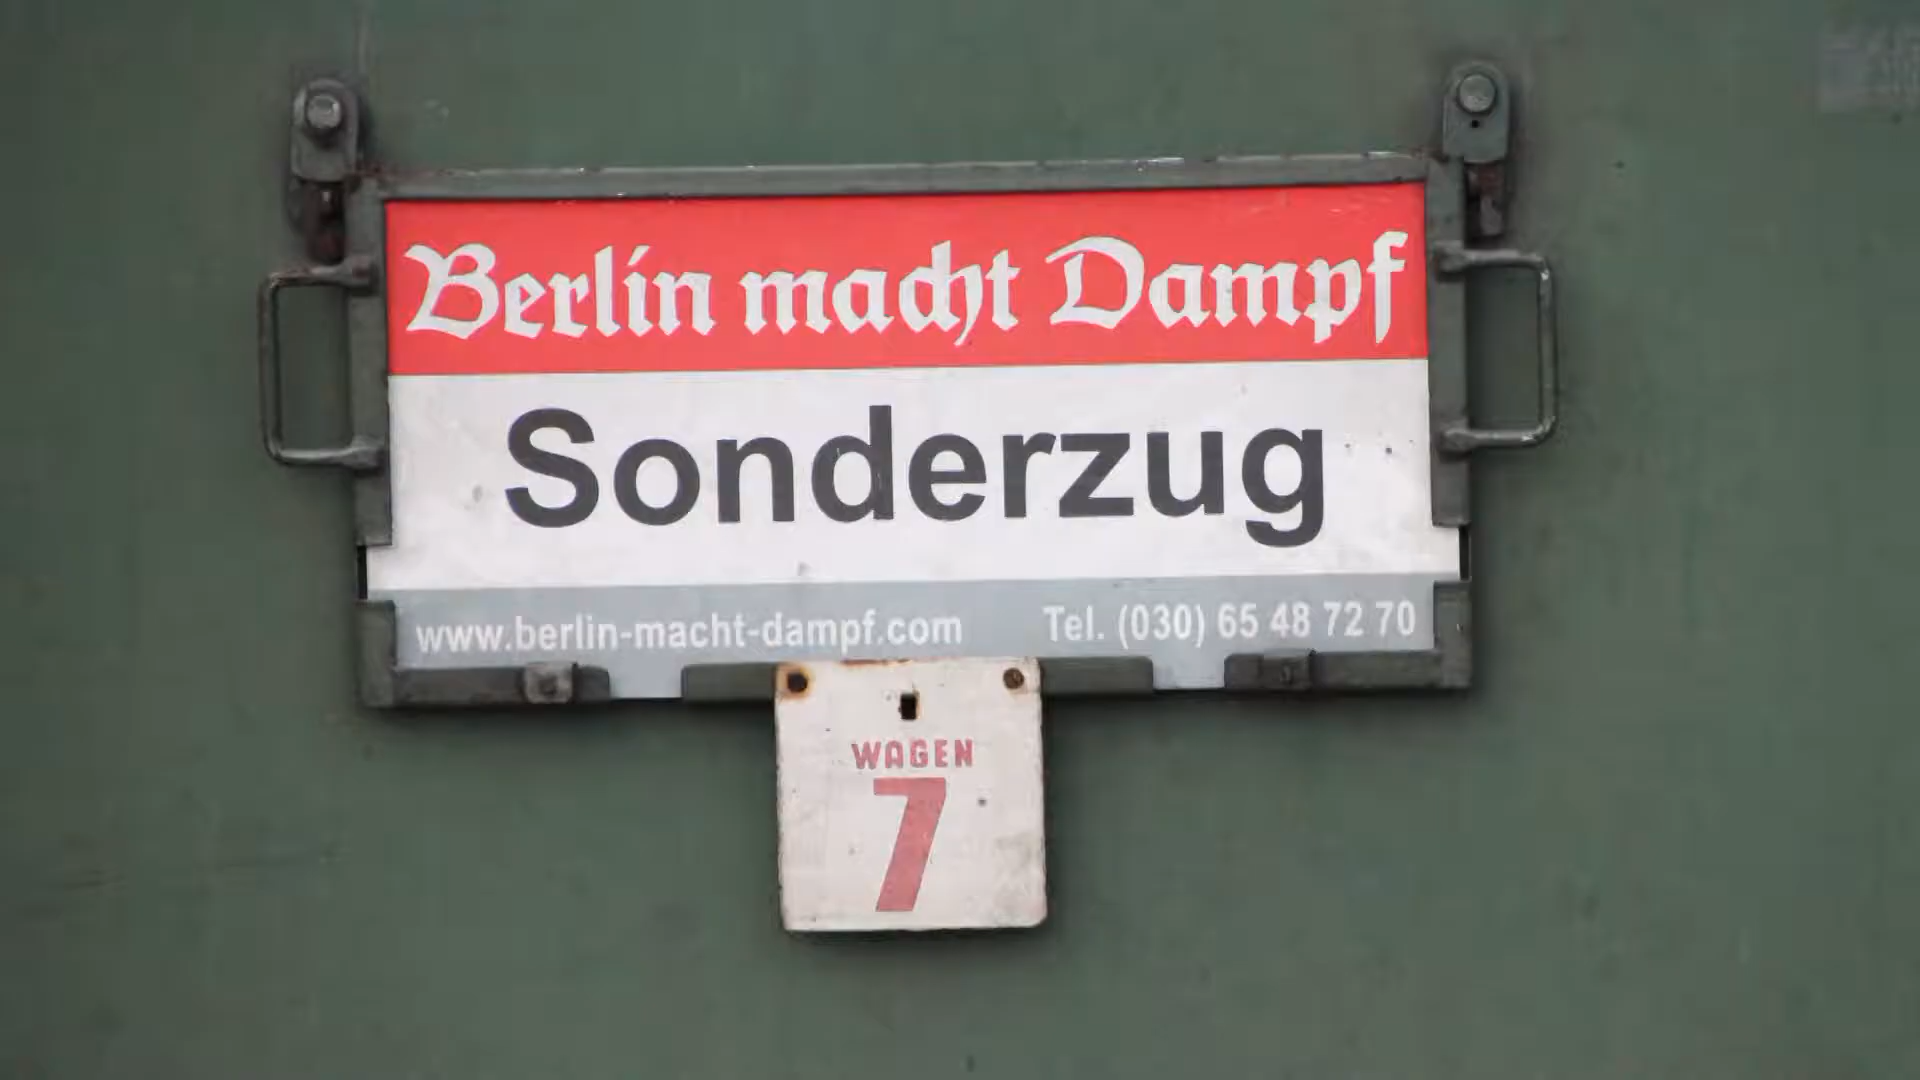 Berlin macht Dampf
Sonderzug
www.berlin-macht-dampf.com Tel. (030) 65 48 72 70
WAGEN
7